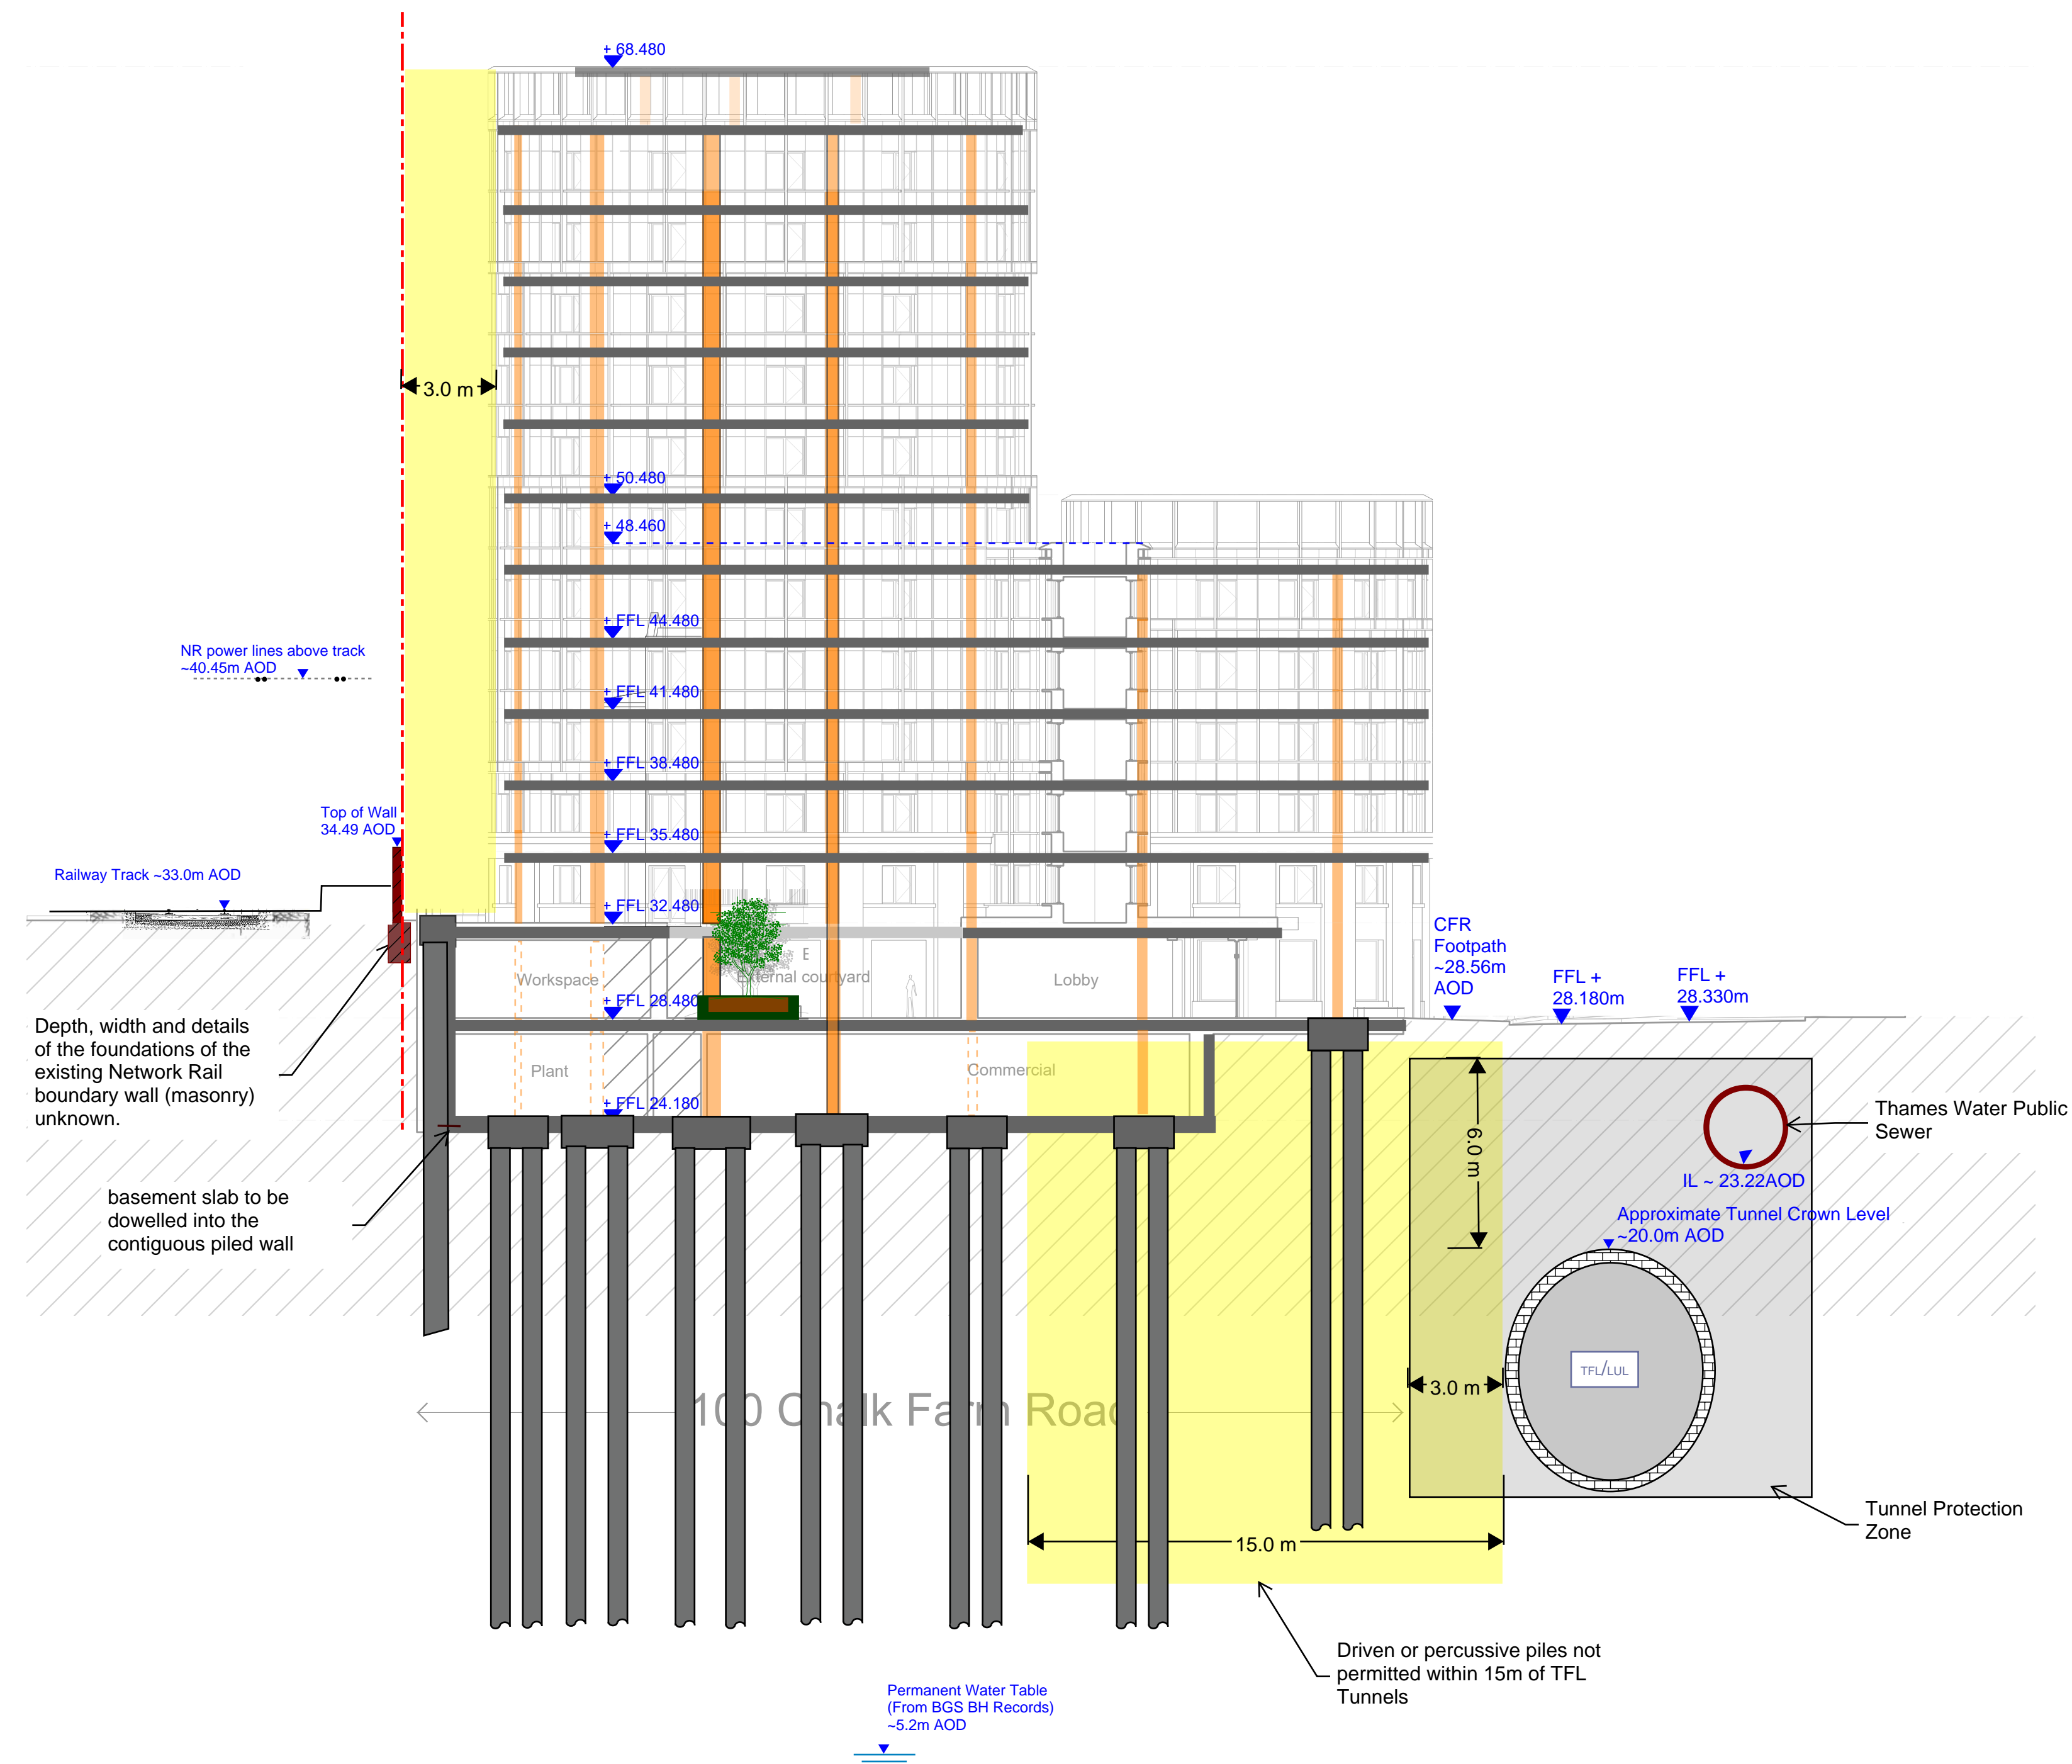 + 68.480
3.0 m
+ 50.480
+ 48.460
+ FFL 44.480
NR power lines above track
~40.45m AOD
+ FFL 41.480
+ FFL 38.480
Top of Wall
34.49 AOD
+ FFL 35.480
Railway Track ~33.0m AOD
+ FFL 32.480
CFR
Footpath
~28.56m
AOD
FFL +
28.180m
FFL +
28.330m
E
Workspace
External courtyard
Lobby
+ FFL 28.480
Depth, width and details
of the foundations of the
existing Network Rail
boundary wall (masonry)
unknown.
Plant
Commercial
+ FFL 24.180
6.0 m
Thames Water Public
Sewer
IL ~ 23.22AOD
basement slab to be
dowelled into the
contiguous piled wall
Approximate Tunnel Crown Level
~20.0m AOD
TFL/LUL
3.0 m
100 Chalk Farm Road
Tunnel Protection
Zone
15.0 m
Driven or percussive piles not
permitted within 15m of TFL
Tunnels
Permanent Water Table
(From BGS BH Records)
~5.2m AOD